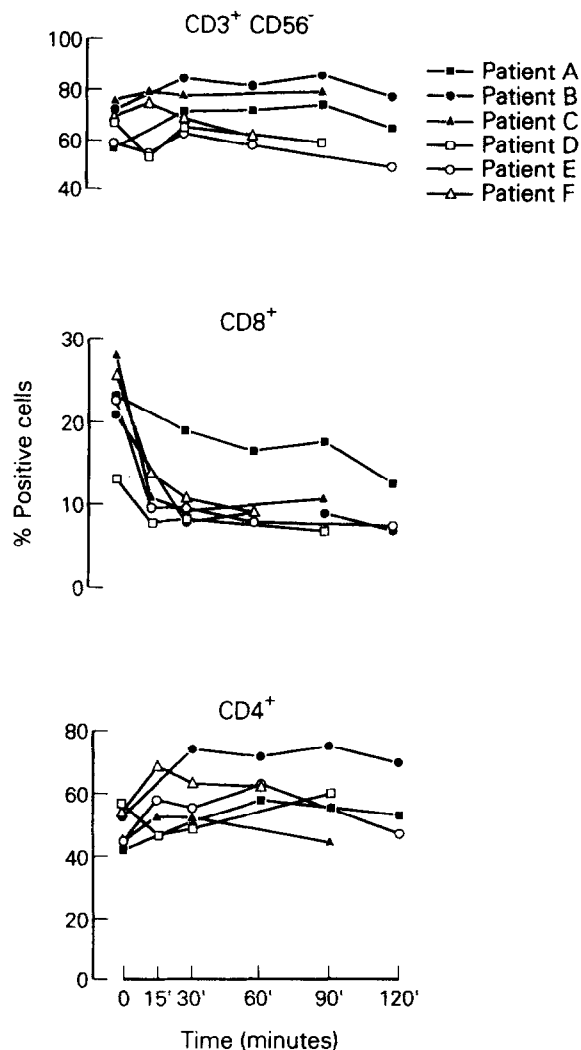 CD3⁺ CD56⁻
100
80
60
40
Patient A
Patient B
Patient C
Patient D
Patient E
Patient F
CD8⁺
30
20
10
0
% Positive cells
CD4⁺
80
60
40
20
0
0 15' 30' 60' 90' 120'
Time (minutes)